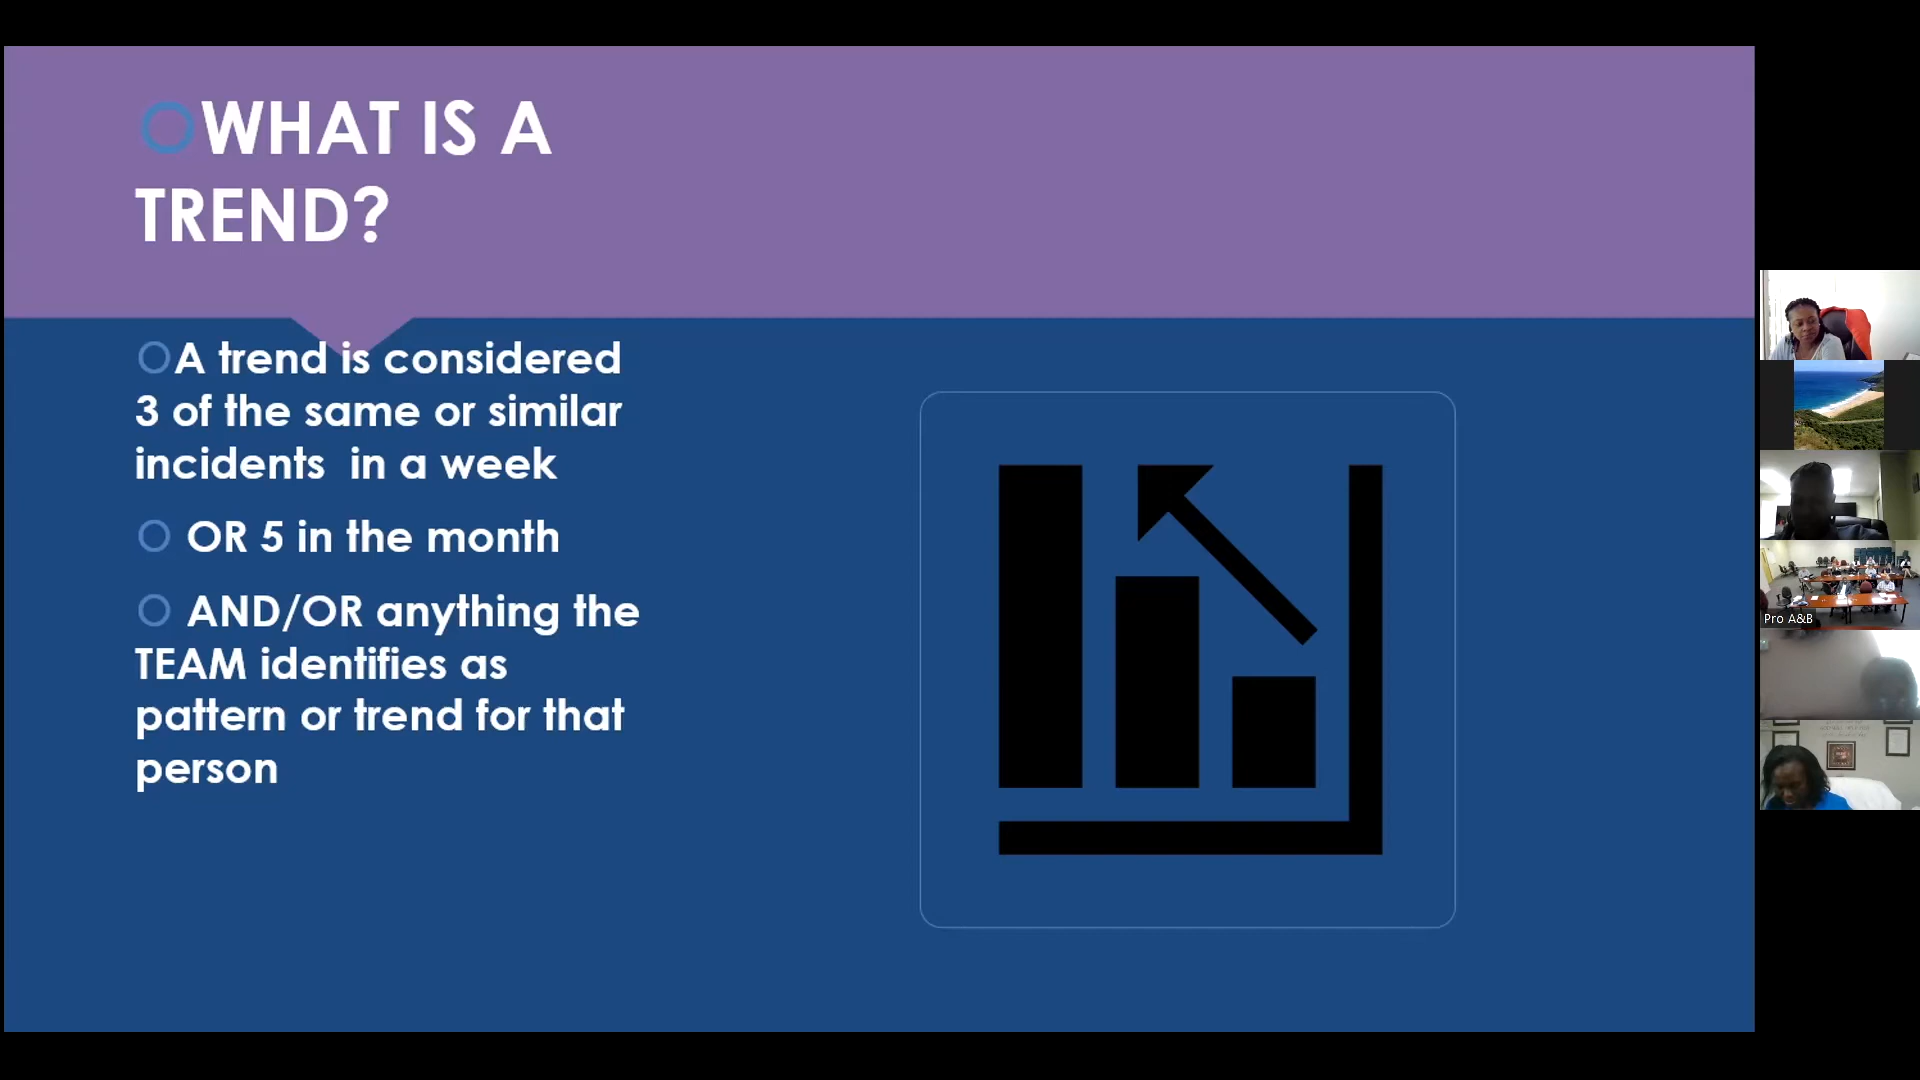 WHAT IS A
TREND?
A trend is considered
3 of the same or similar
incidents in a week
OR 5 in the month
AND/OR anything the
TEAM identifies as
pattern or trend for that
person
Pro A&B